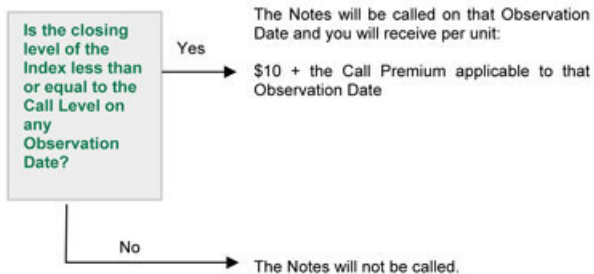 Is the closing
level of the
Index less than
or equal to the
Call Level on
any
Observation
Date?
Yes
The Notes will be called on that Observation
Date and you will receive per unit:
$10 + the Call Premium applicable to that
Observation Date
No
The Notes will not be called.